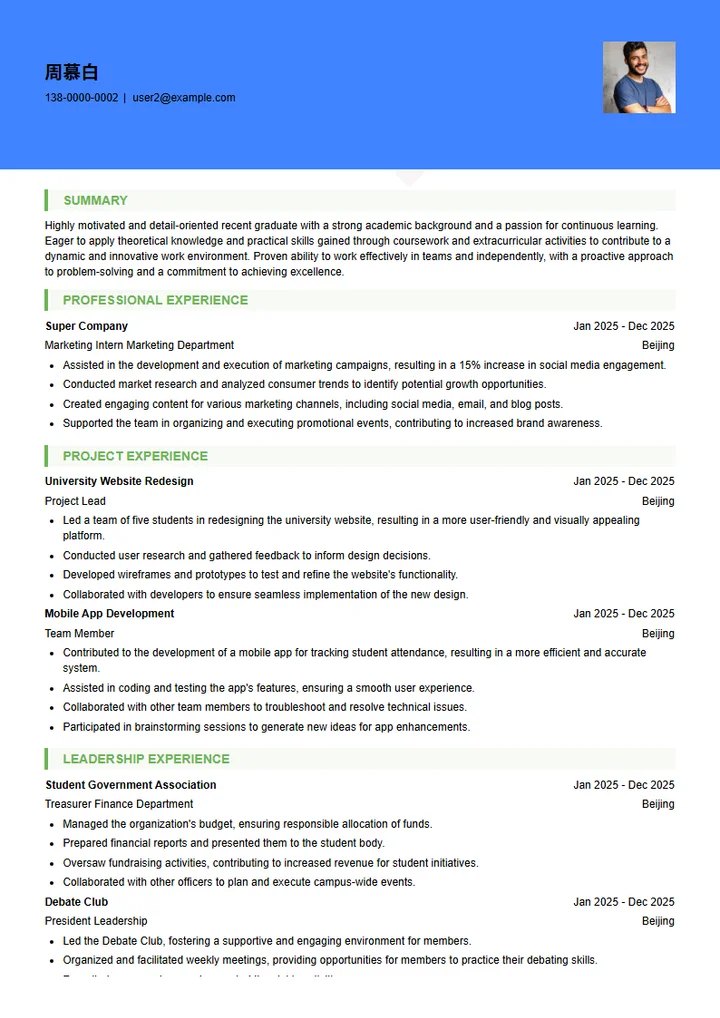 周慕白
138-0000-0002 | user2@example.com
SUMMARY
Highly motivated and detail-oriented recent graduate with a strong academic background and a passion for continuous learning.
Eager to apply theoretical knowledge and practical skills gained through coursework and extracurricular activities to contribute to a
dynamic and innovative work environment. Proven ability to work effectively in teams and independently, with a proactive approach
to problem-solving and a commitment to achieving excellence.
PROFESSIONAL EXPERIENCE
Super Company Jan 2025 - Dec 2025
Marketing Intern Marketing Department Beijing
• Assisted in the development and execution of marketing campaigns, resulting in a 15% increase in social media engagement.
• Conducted market research and analyzed consumer trends to identify potential growth opportunities.
• Created engaging content for various marketing channels, including social media, email, and blog posts.
• Supported the team in organizing and executing promotional events, contributing to increased brand awareness.
PROJECT EXPERIENCE
University Website Redesign Jan 2025 - Dec 2025
Project Lead Beijing
• Led a team of five students in redesigning the university website, resulting in a more user-friendly and visually appealing
platform.
• Conducted user research and gathered feedback to inform design decisions.
• Developed wireframes and prototypes to test and refine the website's functionality.
• Collaborated with developers to ensure seamless implementation of the new design.
Mobile App Development Jan 2025 - Dec 2025
Team Member Beijing
• Contributed to the development of a mobile app for tracking student attendance, resulting in a more efficient and accurate
system.
• Assisted in coding and testing the app's features, ensuring a smooth user experience.
• Collaborated with other team members to troubleshoot and resolve technical issues.
• Participated in brainstorming sessions to generate new ideas for app enhancements.
LEADERSHIP EXPERIENCE
Student Government Association Jan 2025 - Dec 2025
Treasurer Finance Department Beijing
• Managed the organization's budget, ensuring responsible allocation of funds.
• Prepared financial reports and presented them to the student body.
• Oversaw fundraising activities, contributing to increased revenue for student initiatives.
• Collaborated with other officers to plan and execute campus-wide events.
Debate Club Jan 2025 - Dec 2025
President Leadership Beijing
• Led the Debate Club, fostering a supportive and engaging environment for members.
• Organized and facilitated weekly meetings, providing opportunities for members to practice their debating skills.